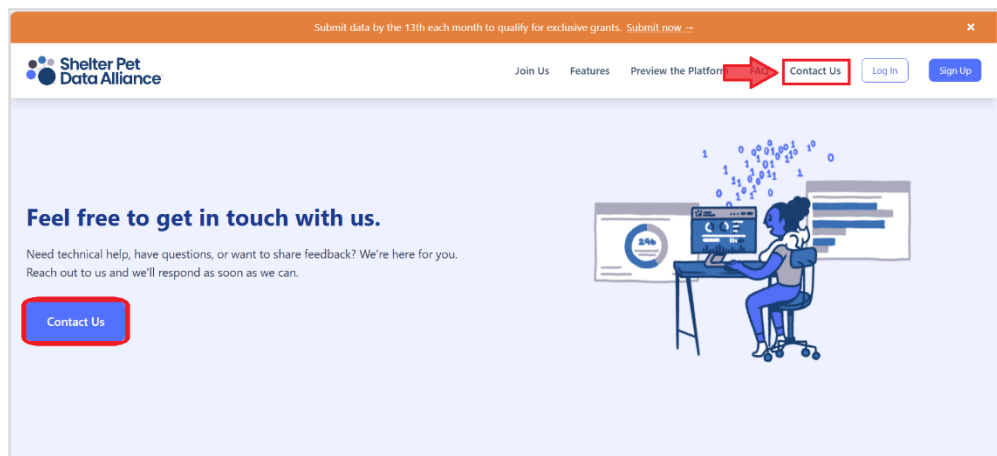 Submit data by the 13th each month to qualify for exclusive grants. Submit now → ×
Shelter Pet
Data Alliance
Join Us Features Preview the Platform FAQ Contact Us Log In Sign Up
Feel free to get in touch with us.
Need technical help, have questions, or want to share feedback? We're here for you.
Reach out to us and we'll respond as soon as we can.
Contact Us
296